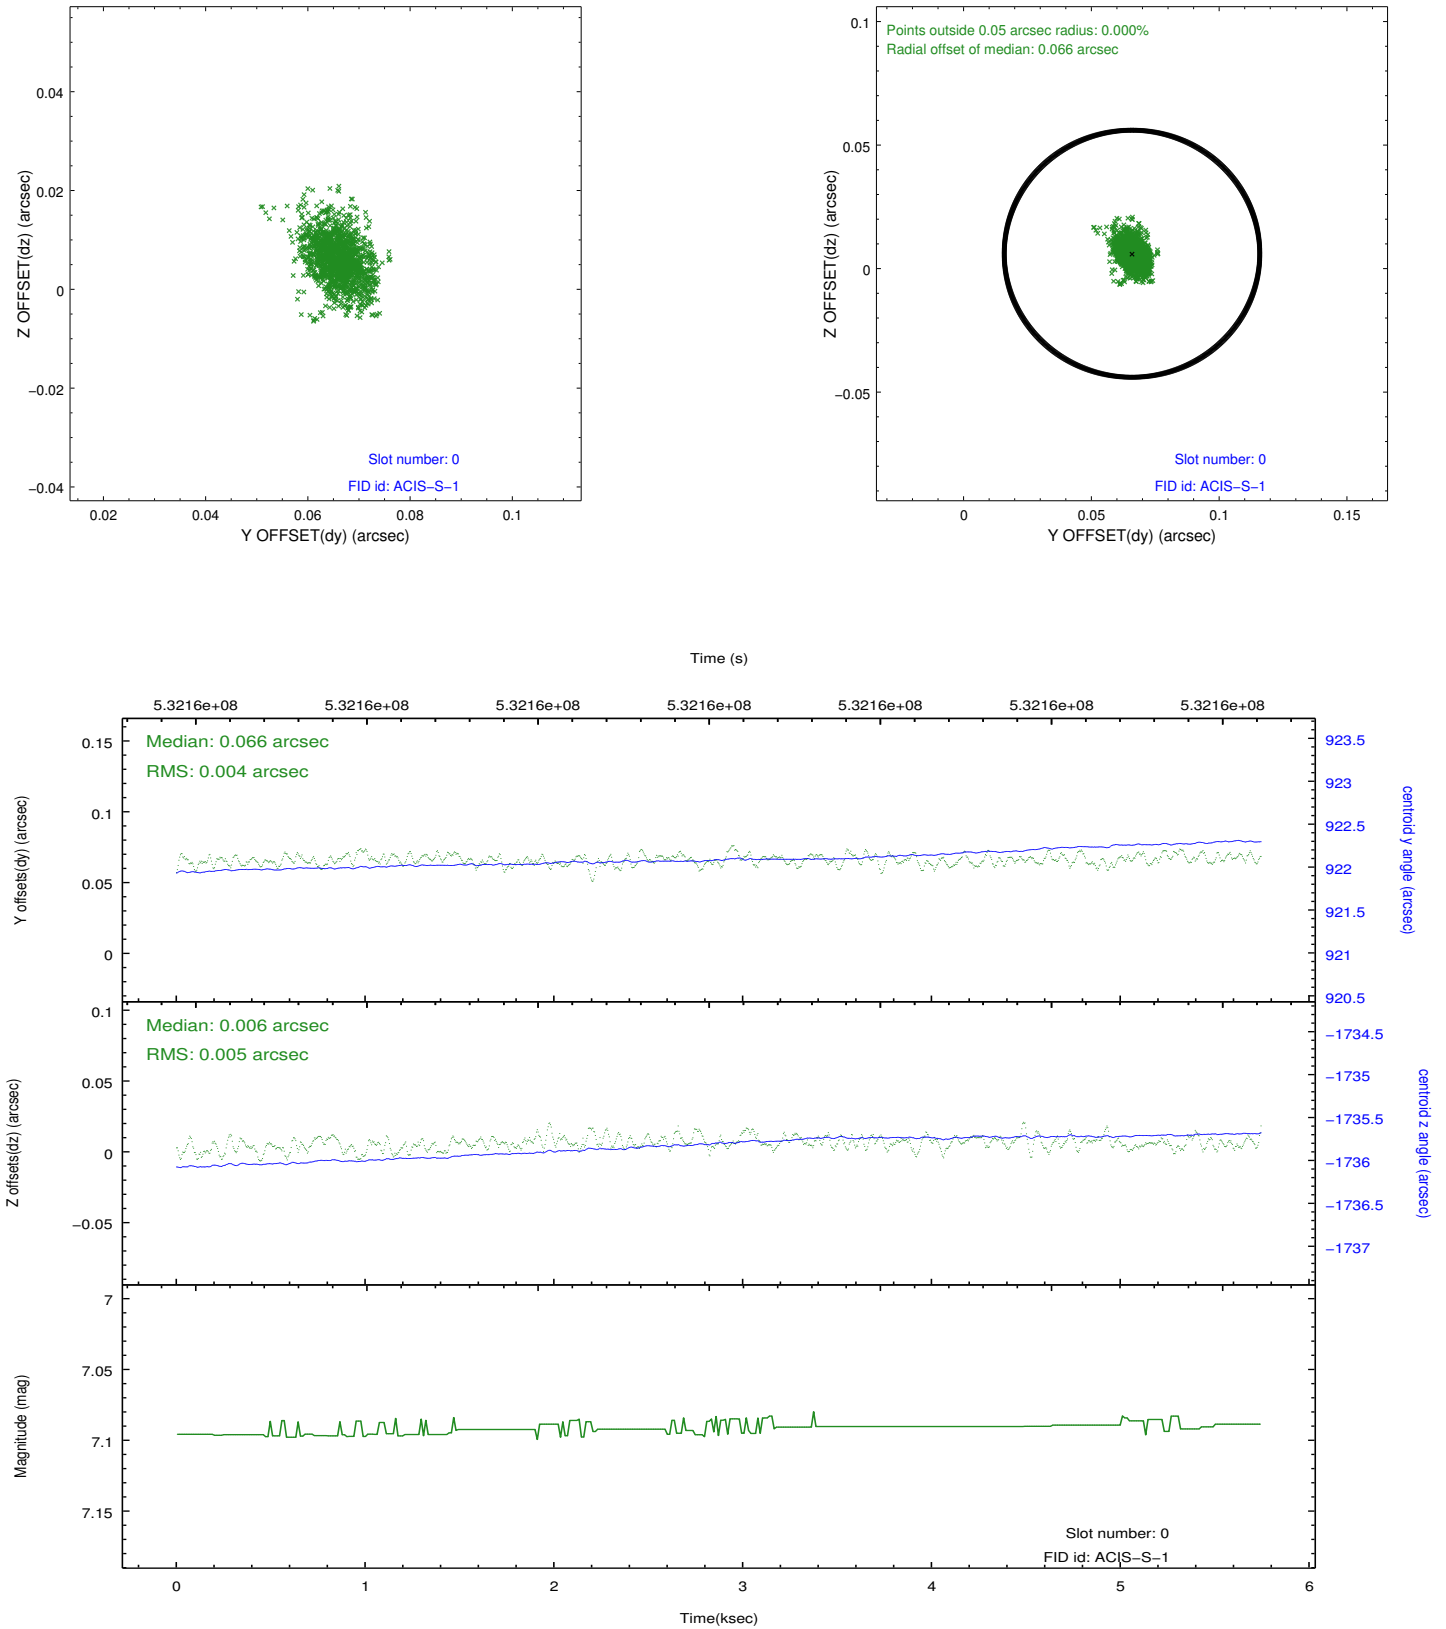 0.04
0.02
0
−0.02
−0.04
Z OFFSET(dz) (arcsec)
Slot number: 0
FID id: ACIS−S−1
0.02
0.04
0.06
0.08
0.1
Y OFFSET(dy) (arcsec)
Points outside 0.05 arcsec radius: 0.000%
Radial offset of median: 0.066 arcsec
0.1
0.05
0
−0.05
Z OFFSET(dz) (arcsec)
Slot number: 0
FID id: ACIS−S−1
0
0.05
0.1
0.15
Y OFFSET(dy) (arcsec)
Time (s)
5.3216e+08
5.3216e+08
5.3216e+08
5.3216e+08
5.3216e+08
5.3216e+08
5.3216e+08
Median: 0.066 arcsec
RMS: 0.004 arcsec
0.15
0.1
0.05
0
Y offsets(dy) (arcsec)
923.5
923
922.5
922
921.5
921
920.5
centroid y angle (arcsec)
Median: 0.006 arcsec
RMS: 0.005 arcsec
0.1
0.05
0
−0.05
Z offsets(dz) (arcsec)
−1734.5
−1735
−1735.5
−1736
−1736.5
−1737
centroid z angle (arcsec)
7
7.05
7.1
7.15
Magnitude (mag)
Slot number: 0
FID id: ACIS−S−1
0
1
2
3
4
5
6
Time(ksec)